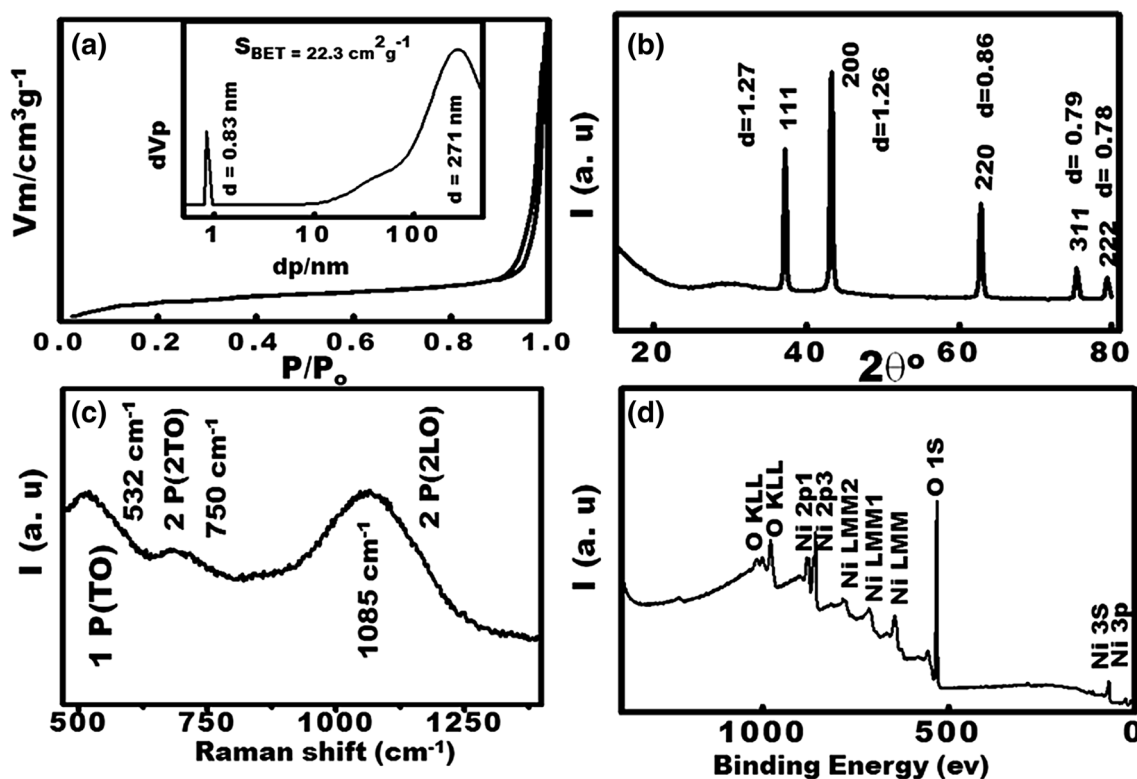 (a)
S BET = 22.3 cm²g⁻¹
Vm/cm³g⁻¹
dVp
d = 0.83 nm
d = 271 nm
1 10 100
dp/nm
0.0 0.2 0.4 0.6 0.8 1.0
P/Po
(b)
I (a. u)
d=1.27
111
200
d=1.26
220
d=0.86
311
d= 0.79
222
d= 0.78
20 40 60 80
2θº
(c)
I (a. u)
532 cm⁻¹
1 P(TO)
2 P(2TO)
750 cm⁻¹
1085 cm⁻¹
2 P(2LO)
500 750 1000 1250
Raman shift (cm⁻¹)
(d)
I (a. u)
O KLL
O KLL
Ni 2p1
Ni 2p3
Ni LMM2
Ni LMM1
Ni LMM
O 1S
Ni 3S
Ni 3p
1000 500 0
Binding Energy (ev)